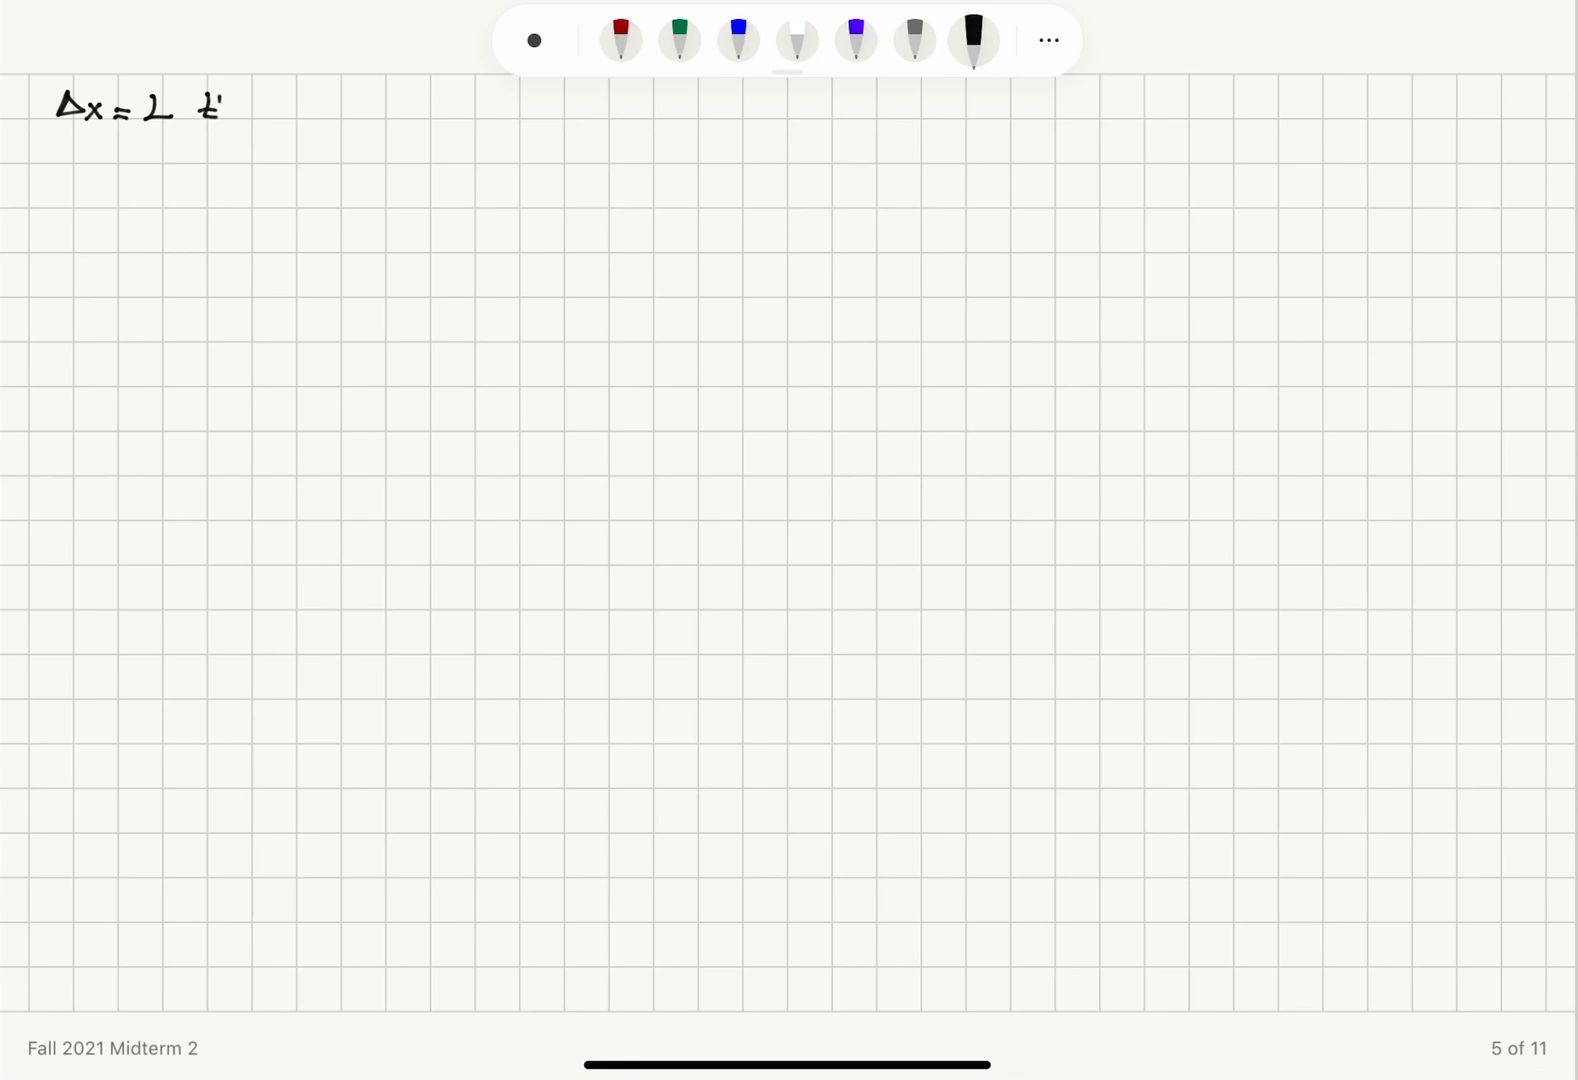 Δx = L t'
Fall 2021 Midterm 2
5 of 11